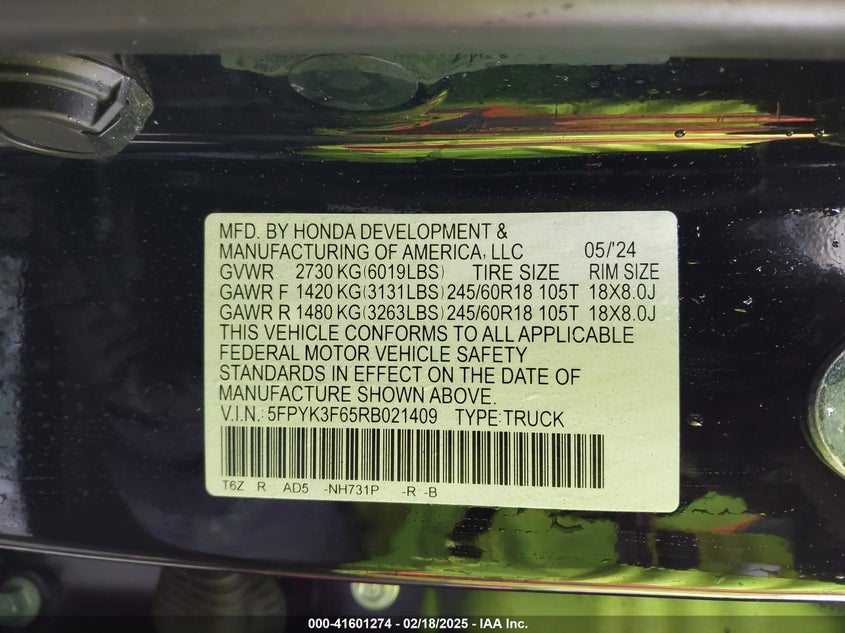 MFD. BY HONDA DEVELOPMENT &
MANUFACTURING OF AMERICA, LLC 05/'24
GVWR 2730 KG(6019LBS) TIRE SIZE RIM SIZE
GAWR F 1420 KG(3131LBS) 245/60R18 105T 18X8.0J
GAWR R 1480 KG(3263LBS) 245/60R18 105T 18X8.0J
THIS VEHICLE CONFORMS TO ALL APPLICABLE
FEDERAL MOTOR VEHICLE SAFETY
STANDARDS IN EFFECT ON THE DATE OF
MANUFACTURE SHOWN ABOVE.
V.I.N.: 5FPYK3F65RB021409 TYPE:TRUCK
T6Z R AD5 -NH731P -R -B
000-41601274 - 02/18/2025 - IAA Inc.